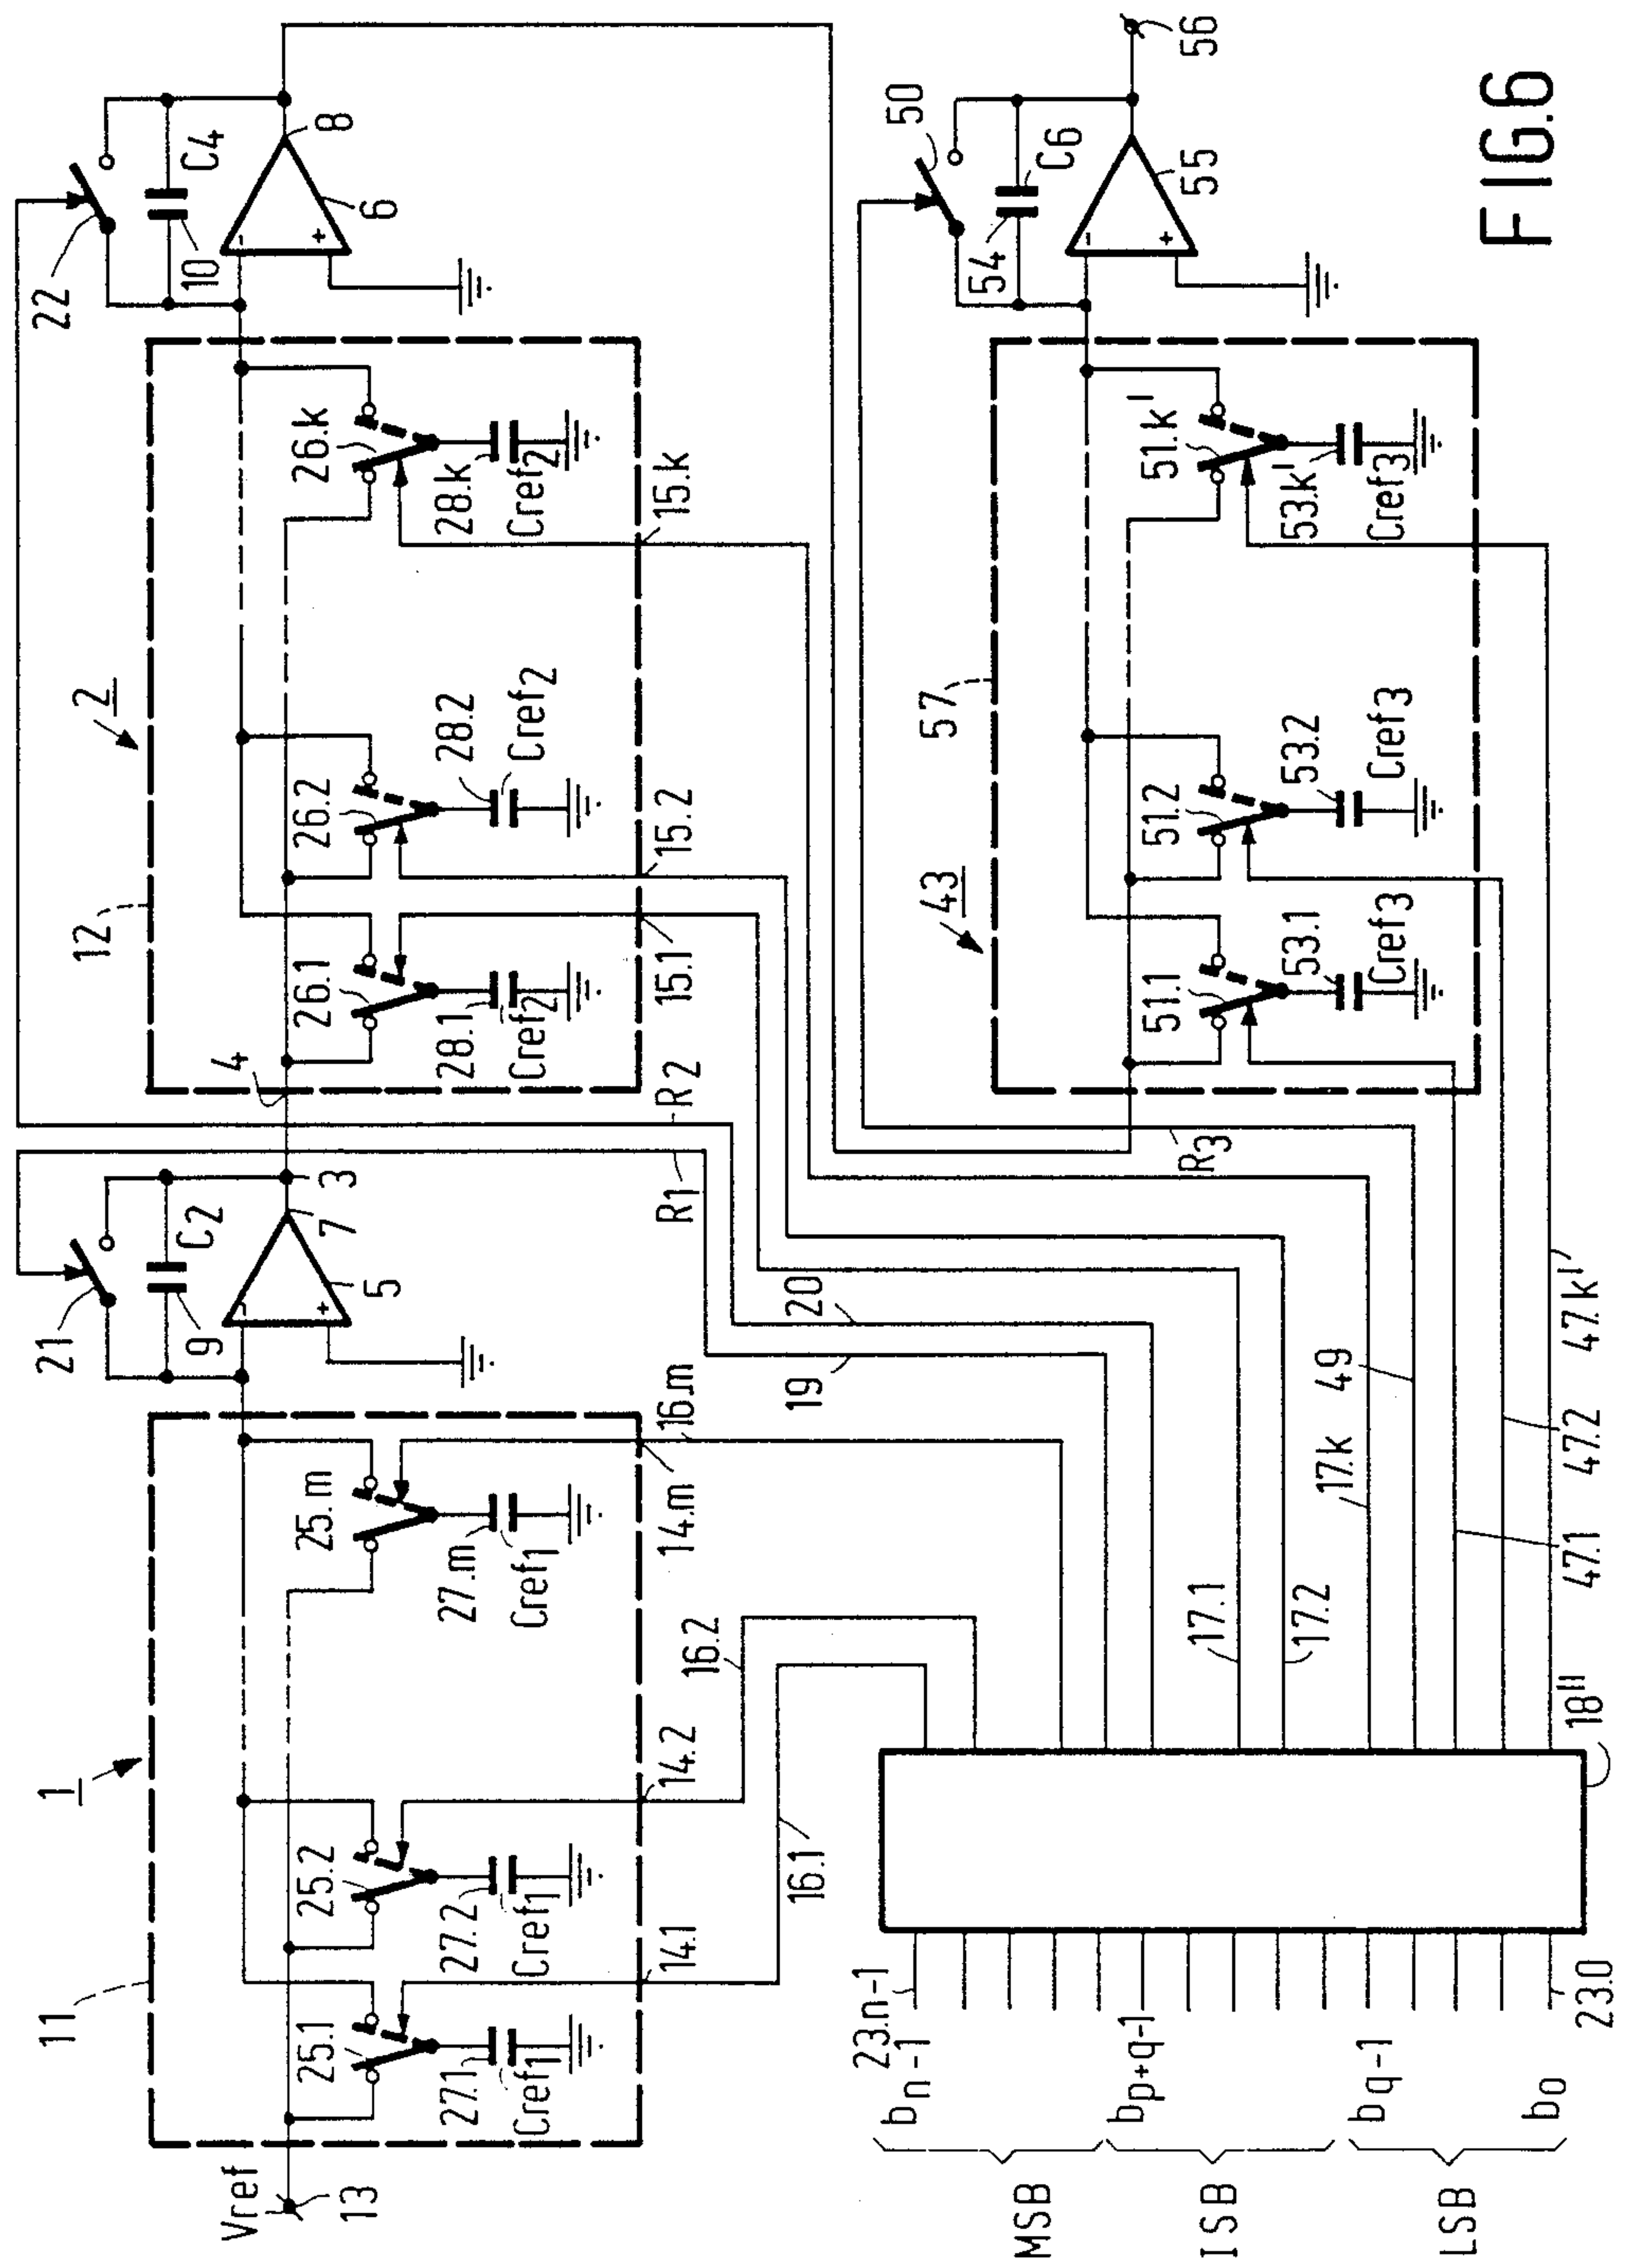 Vref
13
11
1
25.1
25.2
25.m
27.1
Cref1
27.2
Cref1
27.m
Cref1
14.1
14.2
14.m
16.1
16.2
16.m
21
9
C2
5
7
3
4
R1
R2
12
2
26.1
26.2
26.k
28.1
Cref2
28.2
Cref2
28.k
Cref2
15.1
15.2
15.k
22
10
C4
6
8
19
20
17.1
17.2
17.k
49
47.1
47.2
47.k'
18"
R3
43
57
51.1
51.2
51.k'
53.1
Cref3
53.2
Cref3
53.k'
Cref3
50
54
C6
55
56
23.n-1
bn-1
bp+q-1
bq-1
b0
23.0
MSB
ISB
LSB
FIG.6